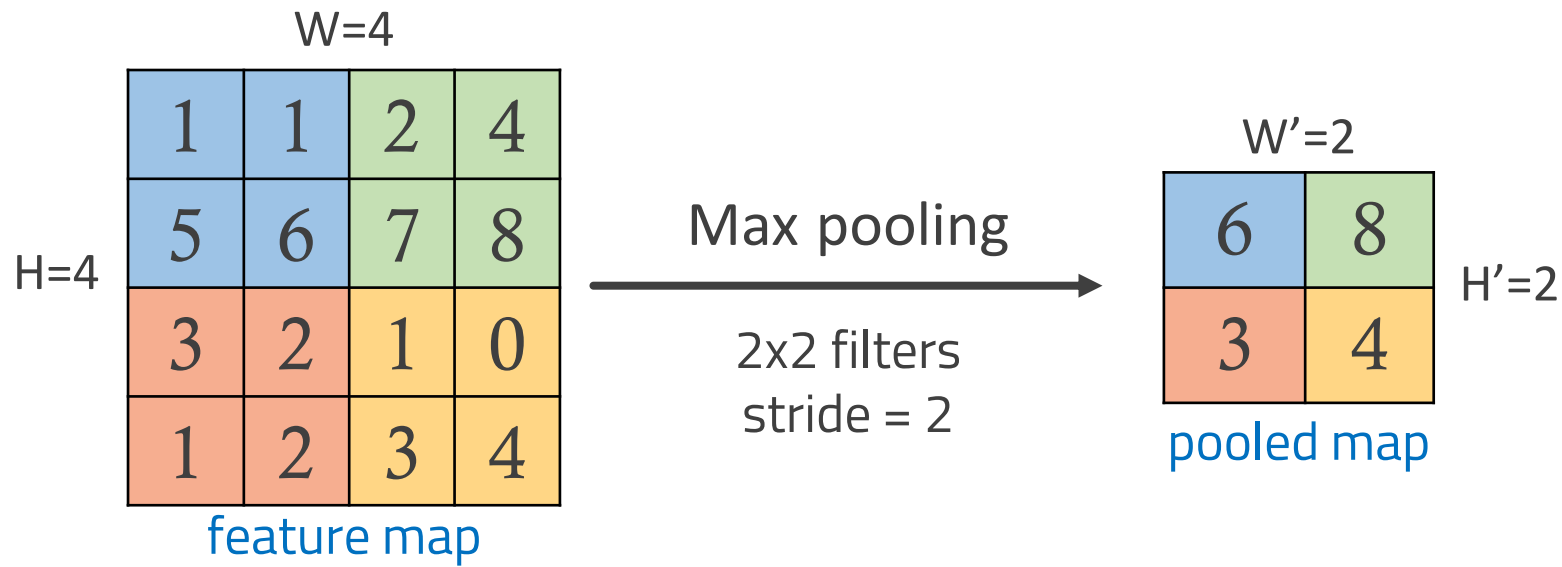 W=4
H=4
1 1 2 4
5 6 7 8
3 2 1 0
1 2 3 4
feature map
Max pooling
2x2 filters
stride = 2
W’=2
6 8
3 4
H’=2
pooled map